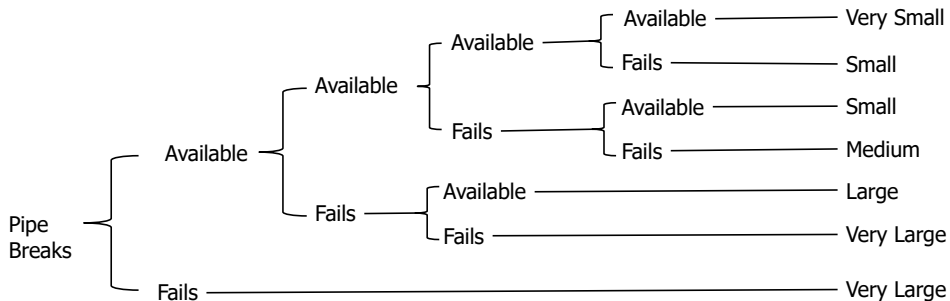 Available
Very Small
Available
Fails
Small
Available
Available
Small
Fails
Fails
Medium
Available
Available
Large
Fails
Fails
Very Large
Pipe
Breaks
Fails
Very Large